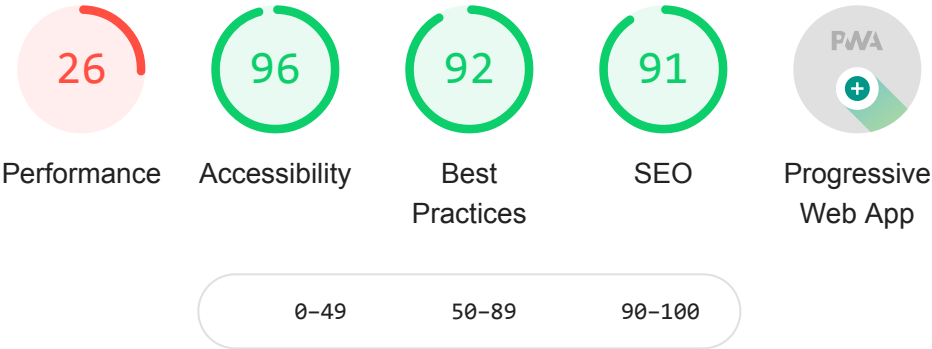 26 96 92 91 PWA
Performance Accessibility Best Practices SEO Progressive Web App
0–49 50–89 90–100